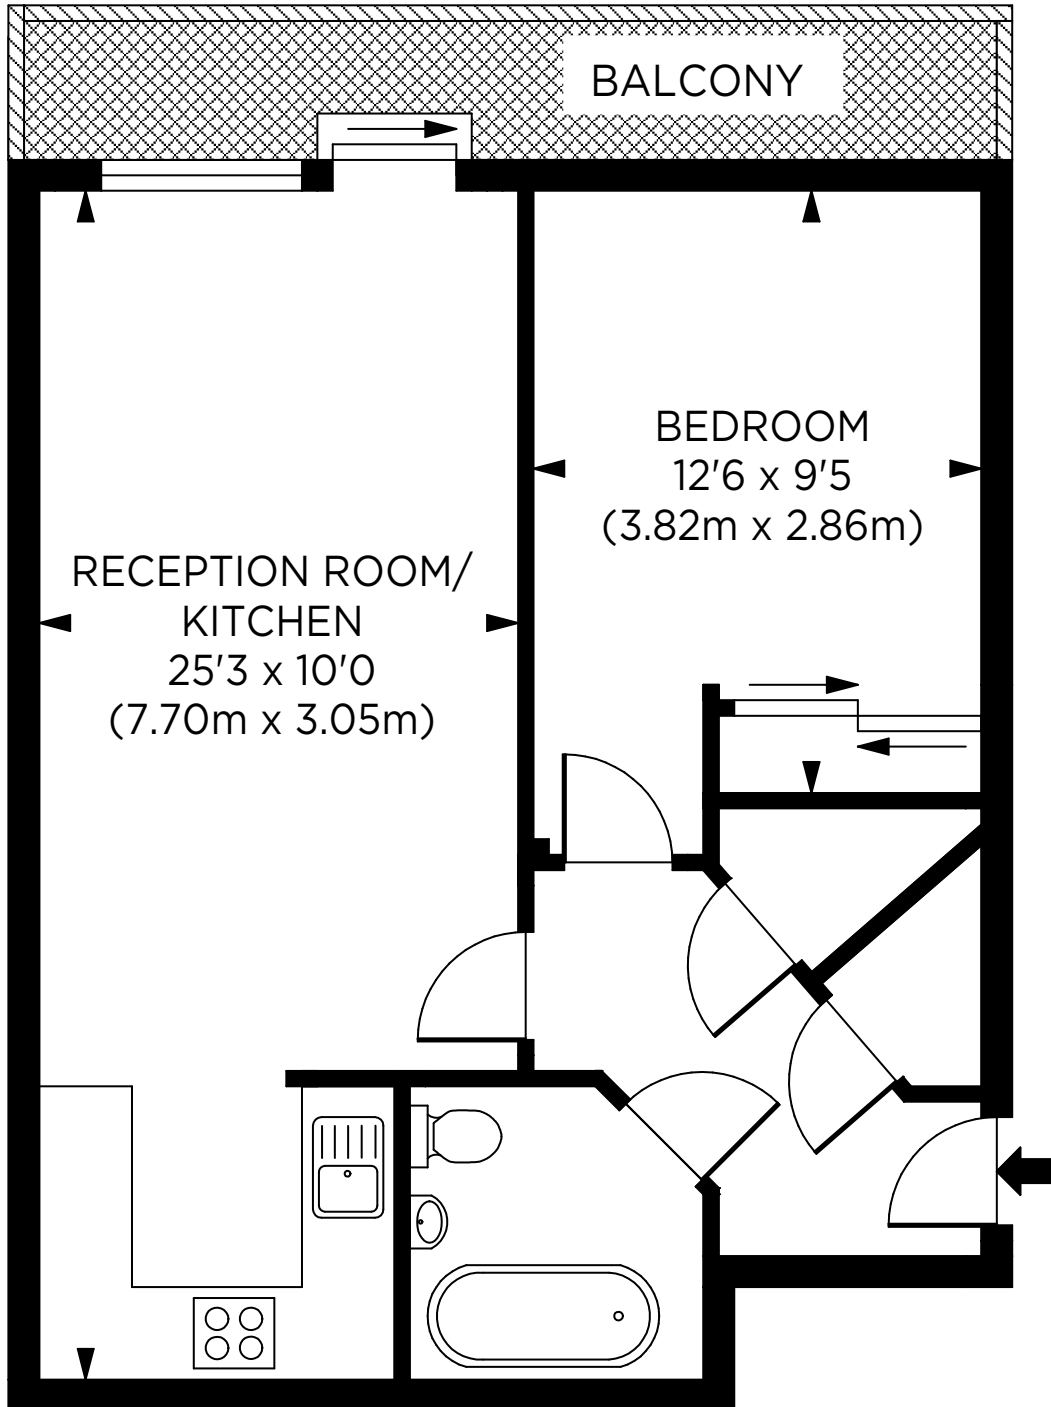 BALCONY
BEDROOM
12'6 x 9'5
(3.82m x 2.86m)
RECEPTION ROOM/
KITCHEN
25'3 x 10'0
(7.70m x 3.05m)